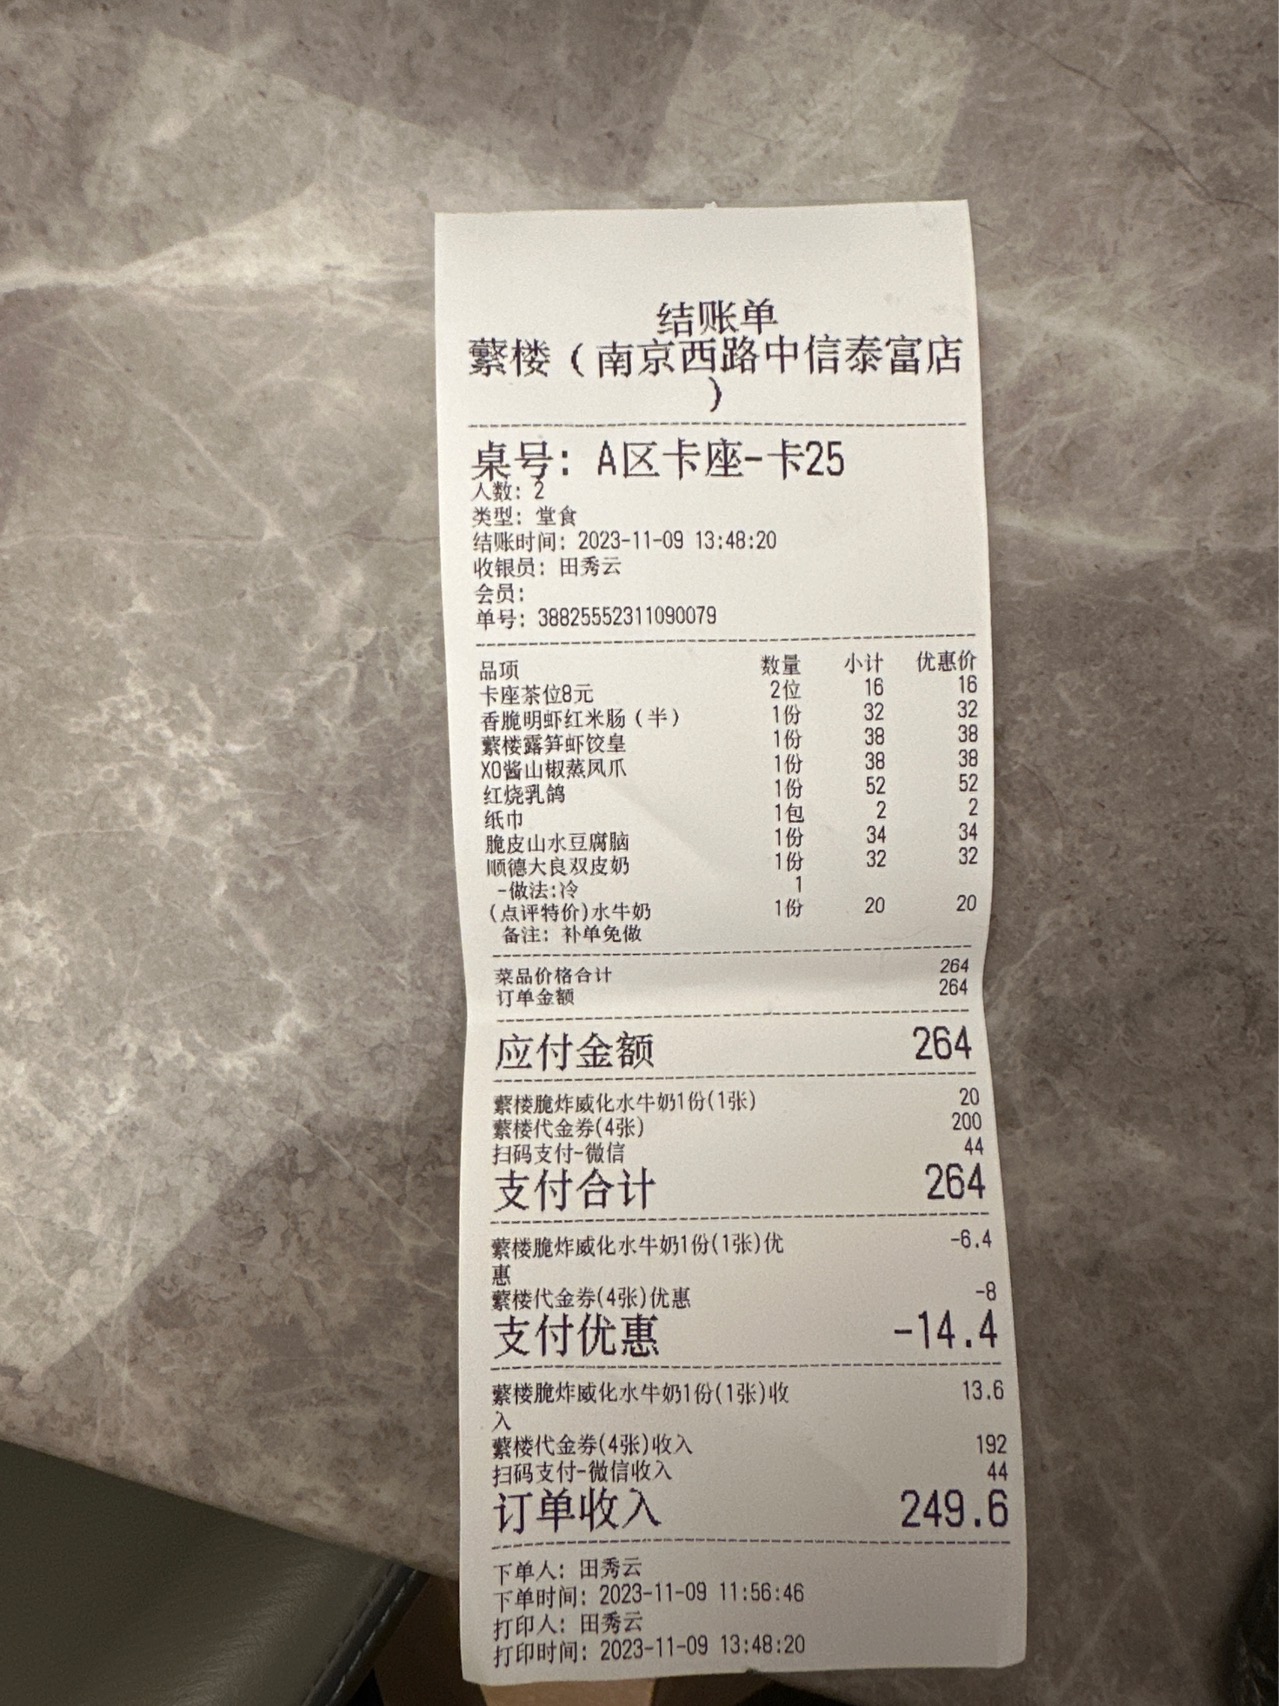 结账单
蘩楼（南京西路中信泰富店
）
桌号: A区卡座-卡25
人数: 2
类型: 堂食
结账时间: 2023-11-09 13:48:20
收银员: 田秀云
会员:
单号: 38825552311090079
品项 数量 小计 优惠价
卡座茶位8元 2位 16 16
香脆明虾红米肠（半） 1份 32 32
蘩楼露笋虾饺皇 1份 38 38
XO酱山椒蒸凤爪 1份 38 38
红烧乳鸽 1份 52 52
纸巾 1包 2 2
脆皮山水豆腐脑 1份 34 34
顺德大良双皮奶 1份 32 32
-做法:冷 1
(点评特价)水牛奶 1份 20 20
备注: 补单免做
菜品价格合计 264
订单金额 264
应付金额 264
蘩楼脆炸威化水牛奶1份(1张) 20
蘩楼代金券(4张) 200
扫码支付-微信 44
支付合计 264
蘩楼脆炸威化水牛奶1份(1张)优 -6.4
惠
蘩楼代金券(4张)优惠 -8
支付优惠 -14.4
蘩楼脆炸威化水牛奶1份(1张)收 13.6
入
蘩楼代金券(4张)收入 192
扫码支付-微信收入 44
订单收入 249.6
下单人: 田秀云
下单时间: 2023-11-09 11:56:46
打印人: 田秀云
打印时间: 2023-11-09 13:48:20